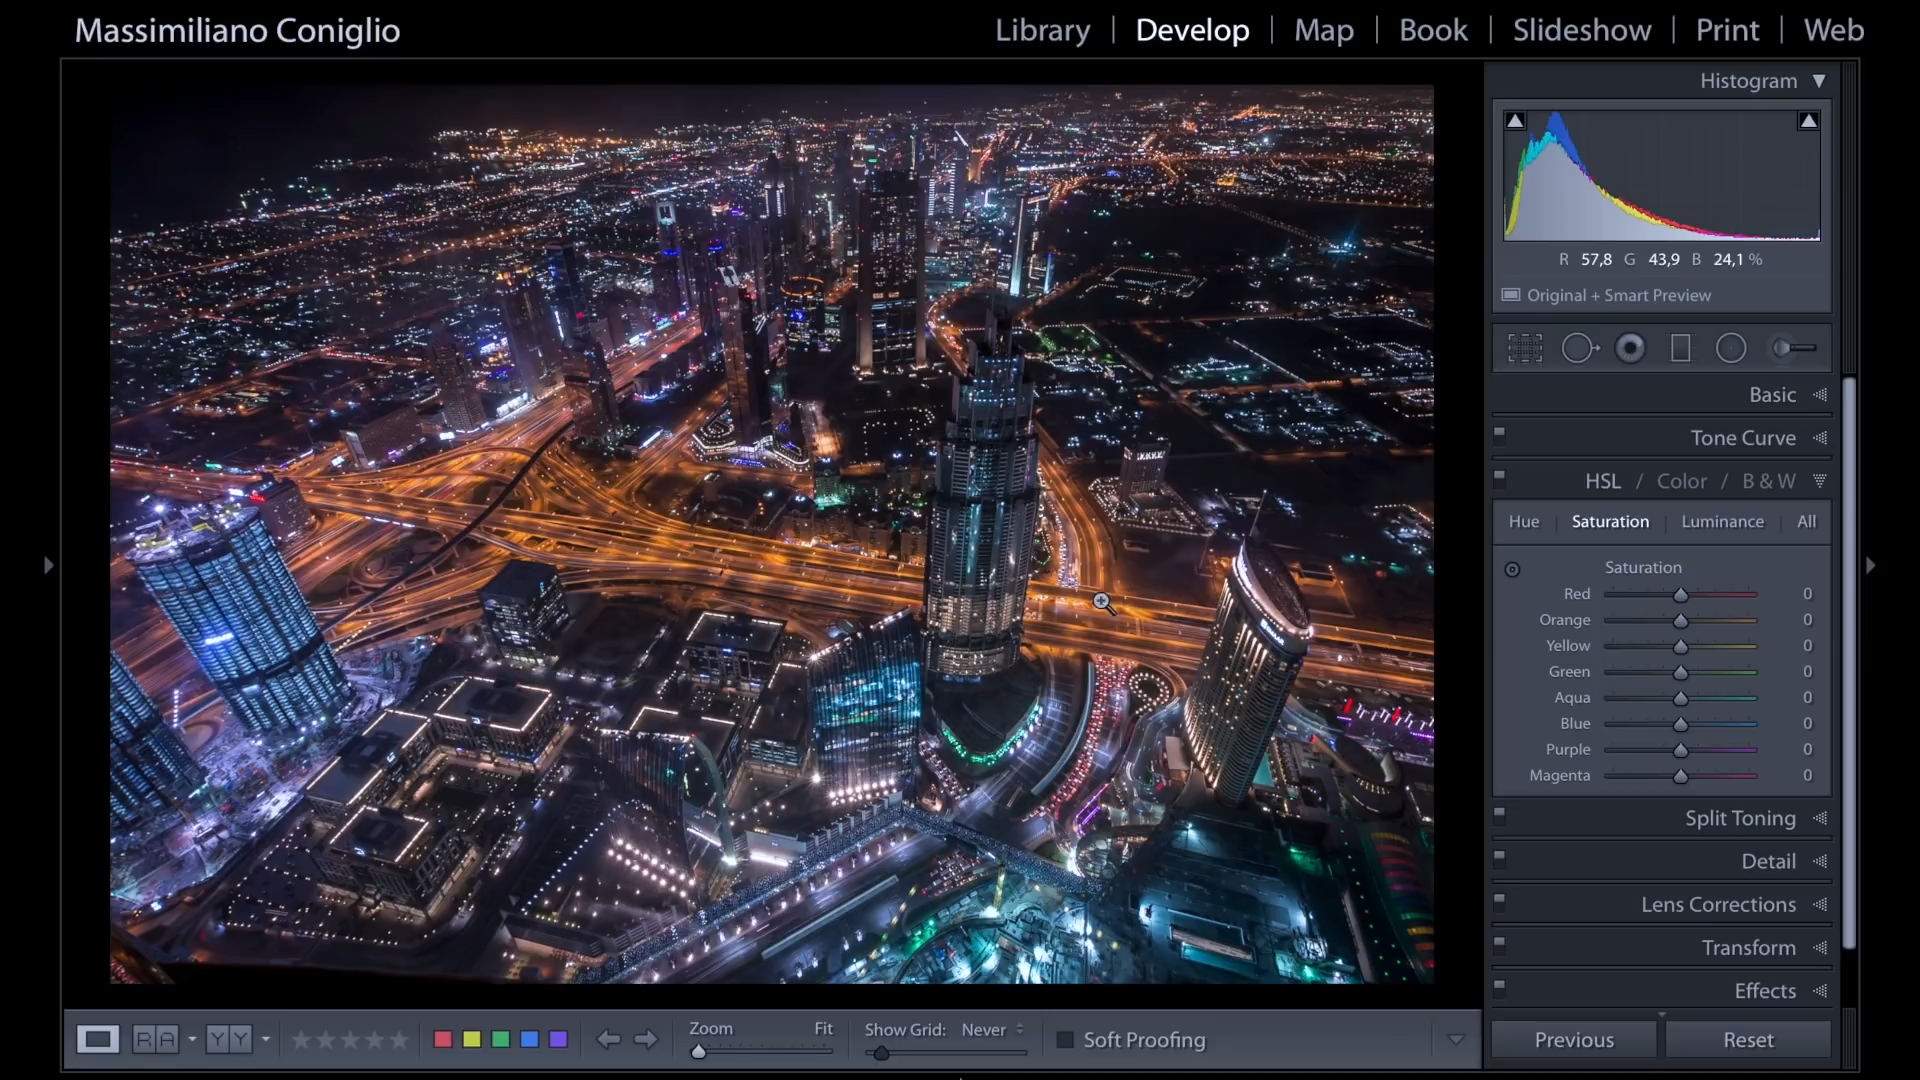 Massimiliano Coniglio
Library | Develop | Map | Book | Slideshow | Print | Web
Histogram
R 57,8 G 43,9 B 24,1 %
Original + Smart Preview
Basic
Tone Curve
HSL / Color / B & W
Hue Saturation Luminance All
Saturation
Red 0
Orange 0
Yellow 0
Green 0
Aqua 0
Blue 0
Purple 0
Magenta 0
Split Toning
Detail
Lens Corrections
Transform
Effects
R A Y Y Zoom Fit Show Grid: Never Soft Proofing
Previous Reset